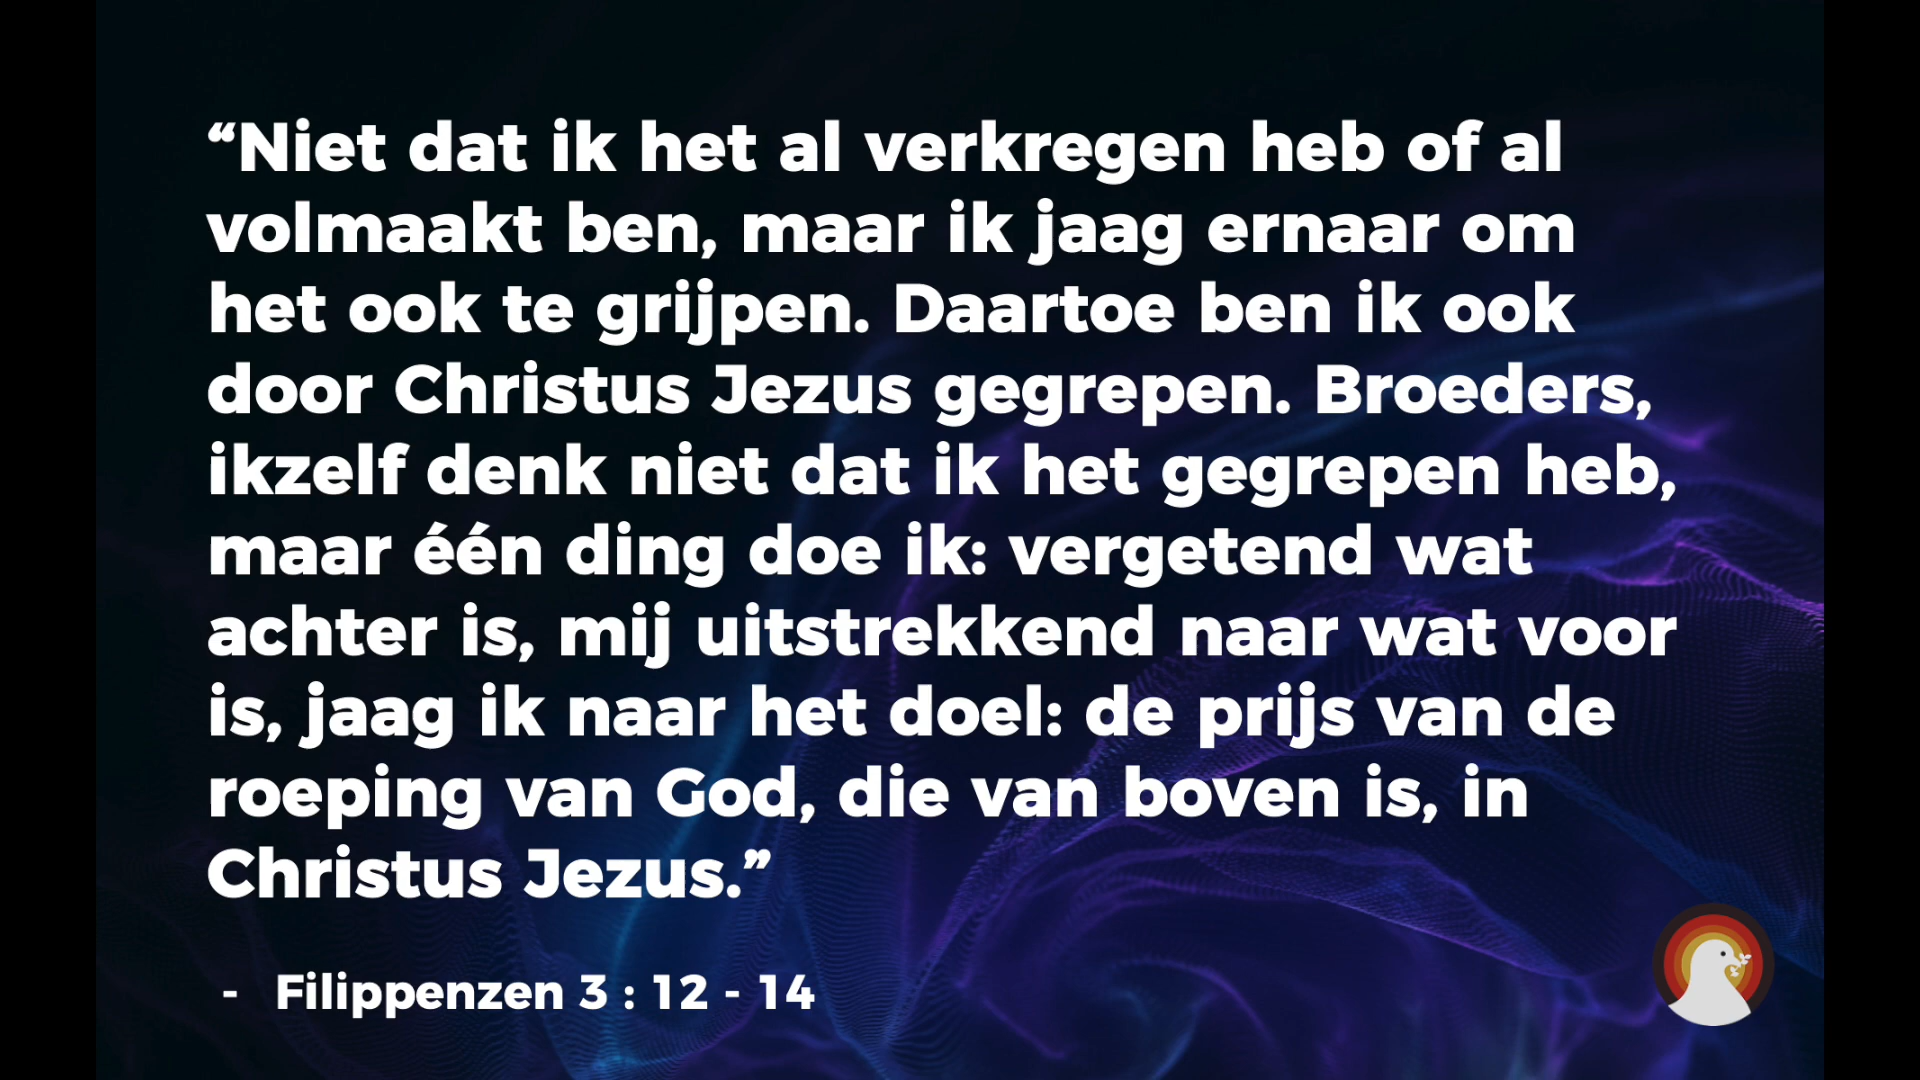 “Niet dat ik het al verkregen heb of al
volmaakt ben, maar ik jaag ernaar om
het ook te grijpen. Daartoe ben ik ook
door Christus Jezus gegrepen. Broeders,
ikzelf denk niet dat ik het gegrepen heb,
maar één ding doe ik: vergetend wat
achter is, mij uitstrekkend naar wat voor
is, jaag ik naar het doel: de prijs van de
roeping van God, die van boven is, in
Christus Jezus.”
- Filippenzen 3 : 12 - 14